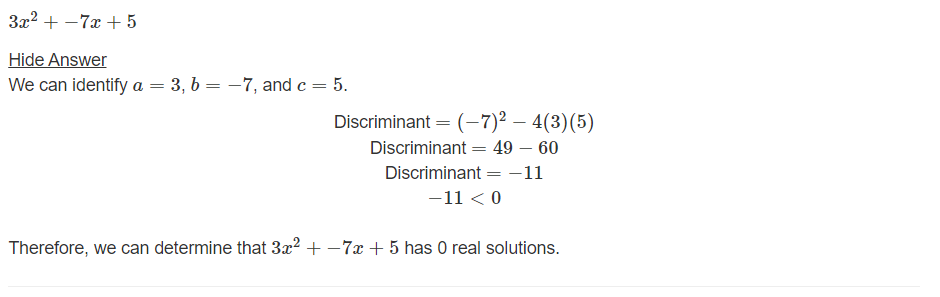 3x² + −7x + 5
Hide Answer
We can identify a = 3, b = −7, and c = 5.
Discriminant = (−7)² − 4(3)(5)
Discriminant = 49 − 60
Discriminant = −11
−11 < 0
Therefore, we can determine that 3x² + −7x + 5 has 0 real solutions.